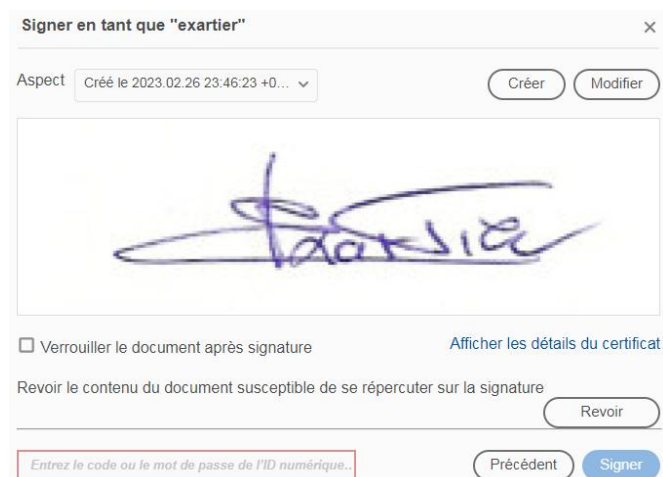 Signer en tant que "exartier" ×
Aspect Créé le 2023.02.26 23:46:23 +0... Créer Modifier
Verrouiller le document après signature Afficher les détails du certificat
Revoir le contenu du document susceptible de se répercuter sur la signature
Revoir
Entrez le code ou le mot de passe de l'ID numérique.. Précédent Signer